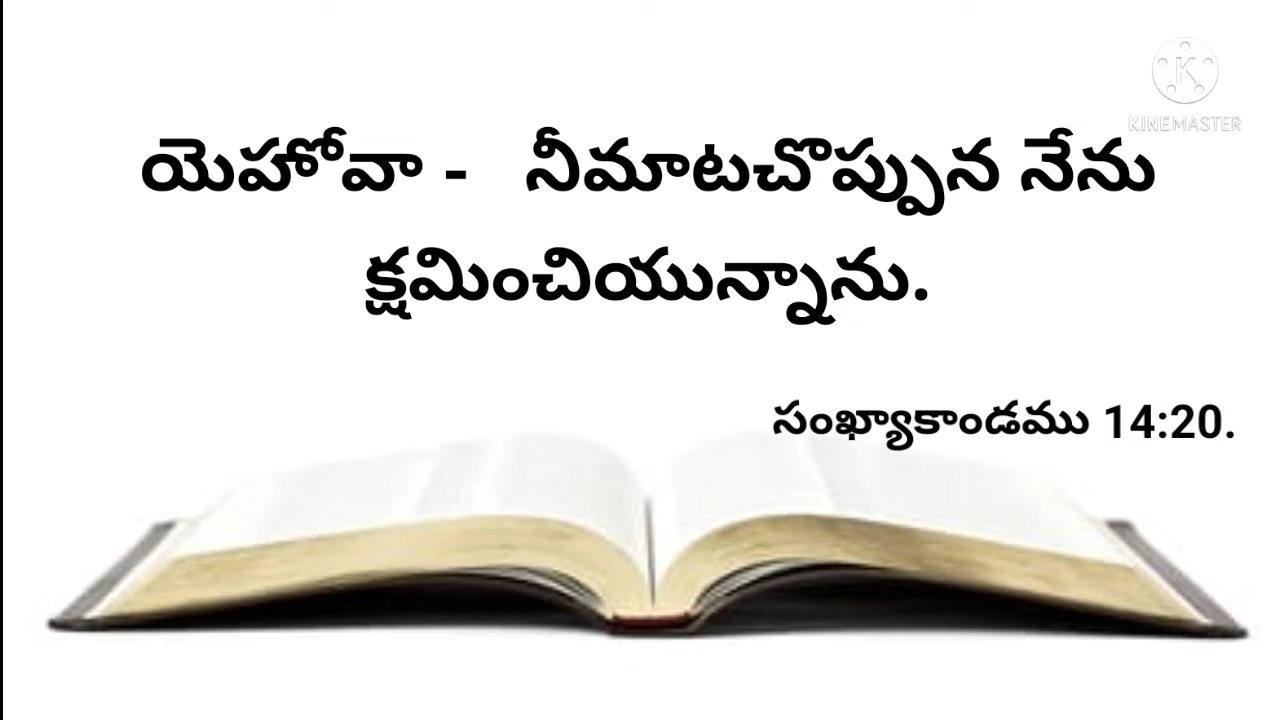 K
KINEMASTER
యెహోవా - నీమాటచొప్పున నేను
క్షమించియున్నాను.
సంఖ్యాకాండము 14:20.